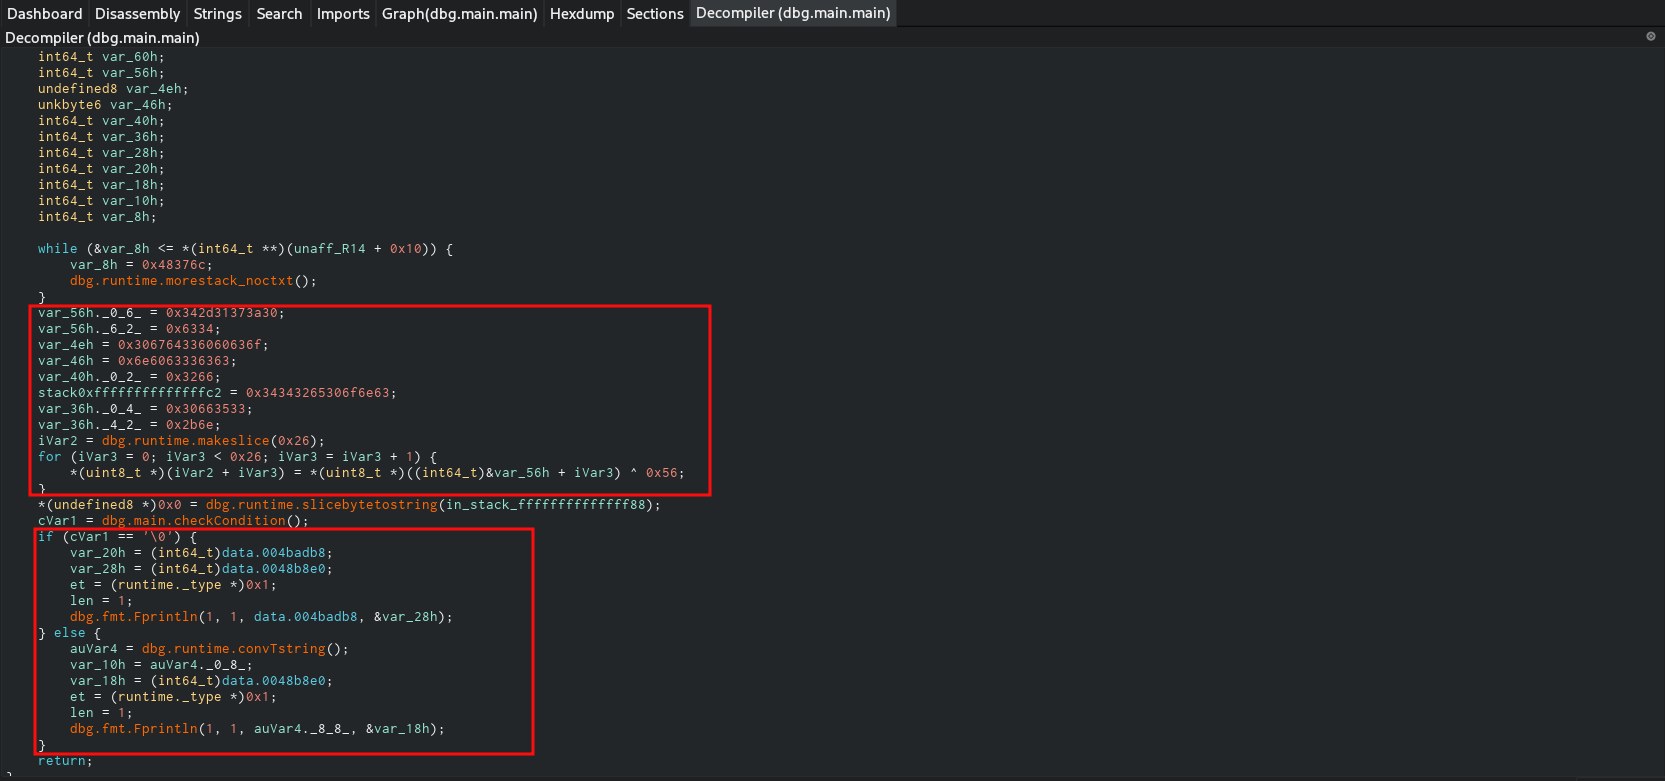 Dashboard Disassembly Strings Search Imports Graph(dbg.main.main) Hexdump Sections Decompiler (dbg.main.main)
Decompiler (dbg.main.main)
int64_t var_60h;
int64_t var_56h;
undefined8 var_4eh;
unkbyte6 var_46h;
int64_t var_40h;
int64_t var_36h;
int64_t var_28h;
int64_t var_20h;
int64_t var_18h;
int64_t var_10h;
int64_t var_8h;
while (&var_8h <= *(int64_t **)(unaff_R14 + 0x10)) {
var_8h = 0x48376c;
dbg.runtime.morestack_noctxt();
}
var_56h._0_6_ = 0x342d31373a30;
var_56h._6_2_ = 0x6334;
var_4eh = 0x306764336060636f;
var_46h = 0x6e6063336363;
var_40h._0_2_ = 0x3266;
stack0xffffffffffffffc2 = 0x34343265306f6e63;
var_36h._0_4_ = 0x30663533;
var_36h._4_2_ = 0x2b6e;
iVar2 = dbg.runtime.makeslice(0x26);
for (iVar3 = 0; iVar3 < 0x26; iVar3 = iVar3 + 1) {
*(uint8_t *)(iVar2 + iVar3) = *(uint8_t *)((int64_t)&var_56h + iVar3) ^ 0x56;
}
*(undefined8 *)0x0 = dbg.runtime.slicebytetostring(in_stack_ffffffffffffff88);
cVar1 = dbg.main.checkCondition();
if (cVar1 == '\0') {
var_20h = (int64_t)data.004badb8;
var_28h = (int64_t)data.0048b8e0;
et = (runtime._type *)0x1;
len = 1;
dbg.fmt.Fprintln(1, 1, data.004badb8, &var_28h);
} else {
auVar4 = dbg.runtime.convTstring();
var_10h = auVar4._0_8_;
var_18h = (int64_t)data.0048b8e0;
et = (runtime._type *)0x1;
len = 1;
dbg.fmt.Fprintln(1, 1, auVar4._8_8_, &var_18h);
}
return;
}